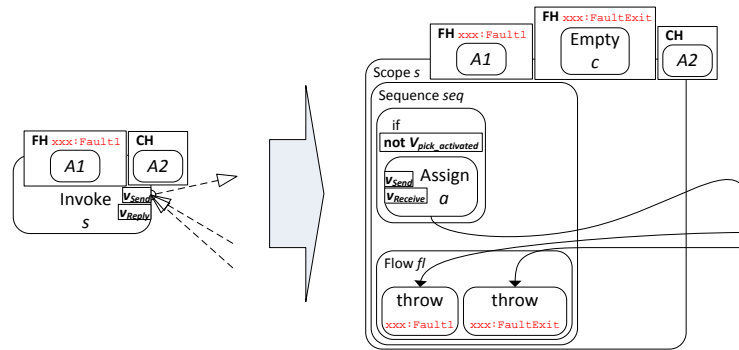 FH xxx:Fault1
A1
CH
A2
Invoke
s
vSend
vReply
FH xxx:Fault1
A1
FH xxx:FaultExit
Empty
c
CH
A2
Scope s
Sequence seq
if
not Vpick_activated
Assign
a
vSend
vReceive
Flow fl
throw
xxx:Fault1
throw
xxx:FaultExit